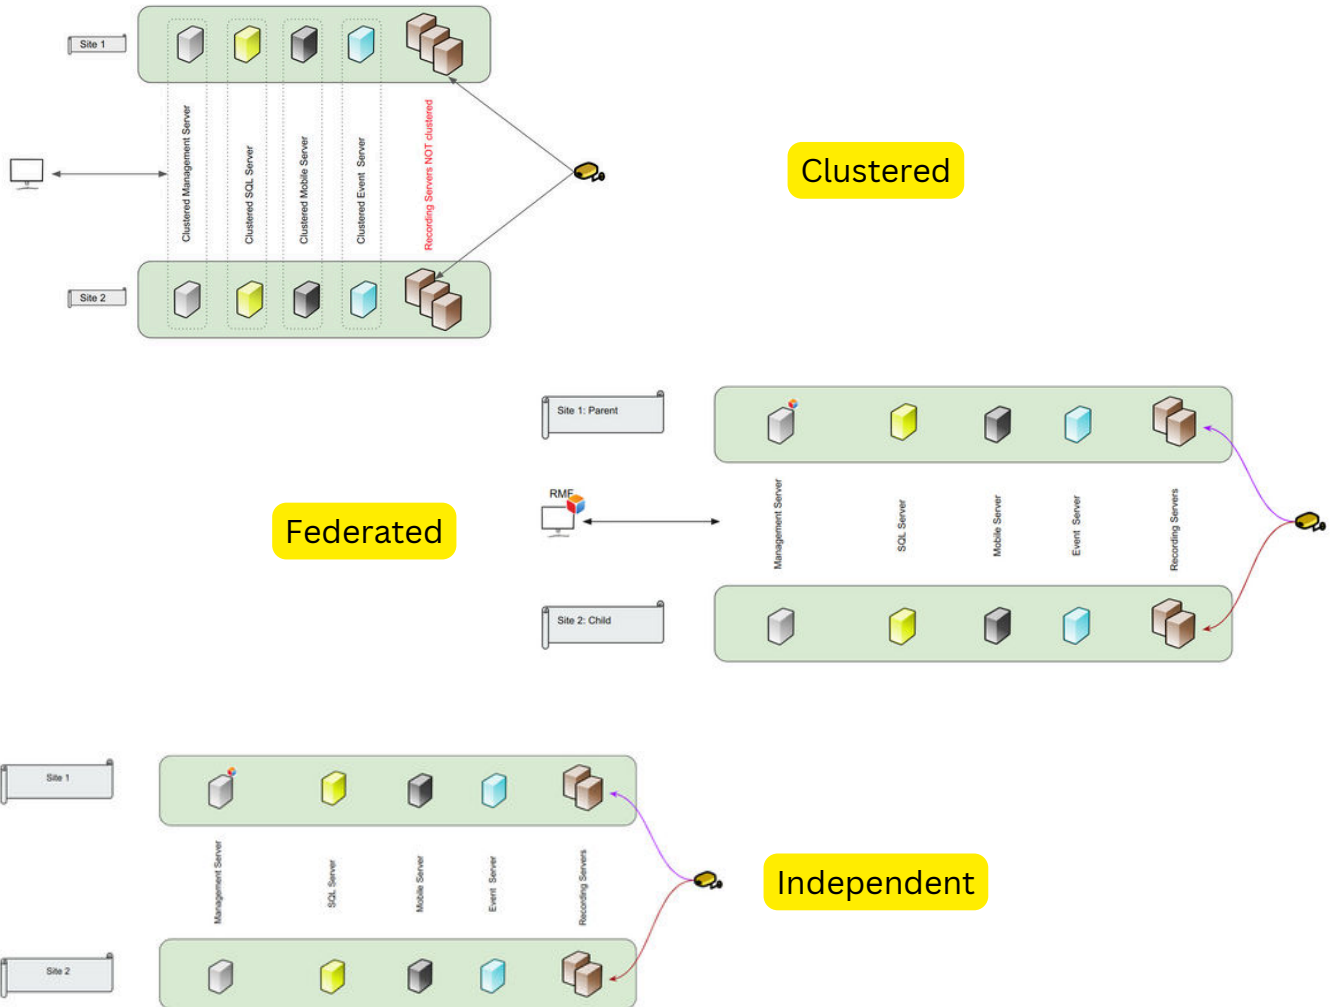 Site 1
Clustered Management Server
Clustered SQL Server
Clustered Mobile Server
Clustered Event Server
Recording Servers NOT clustered
Site 2
Clustered
Site 1: Parent
Federated
RMF
Management Server
SQL Server
Mobile Server
Event Server
Recording Servers
Site 2: Child
Site 1
Management Server
SQL Server
Mobile Server
Event Server
Recording Servers
Independent
Site 2